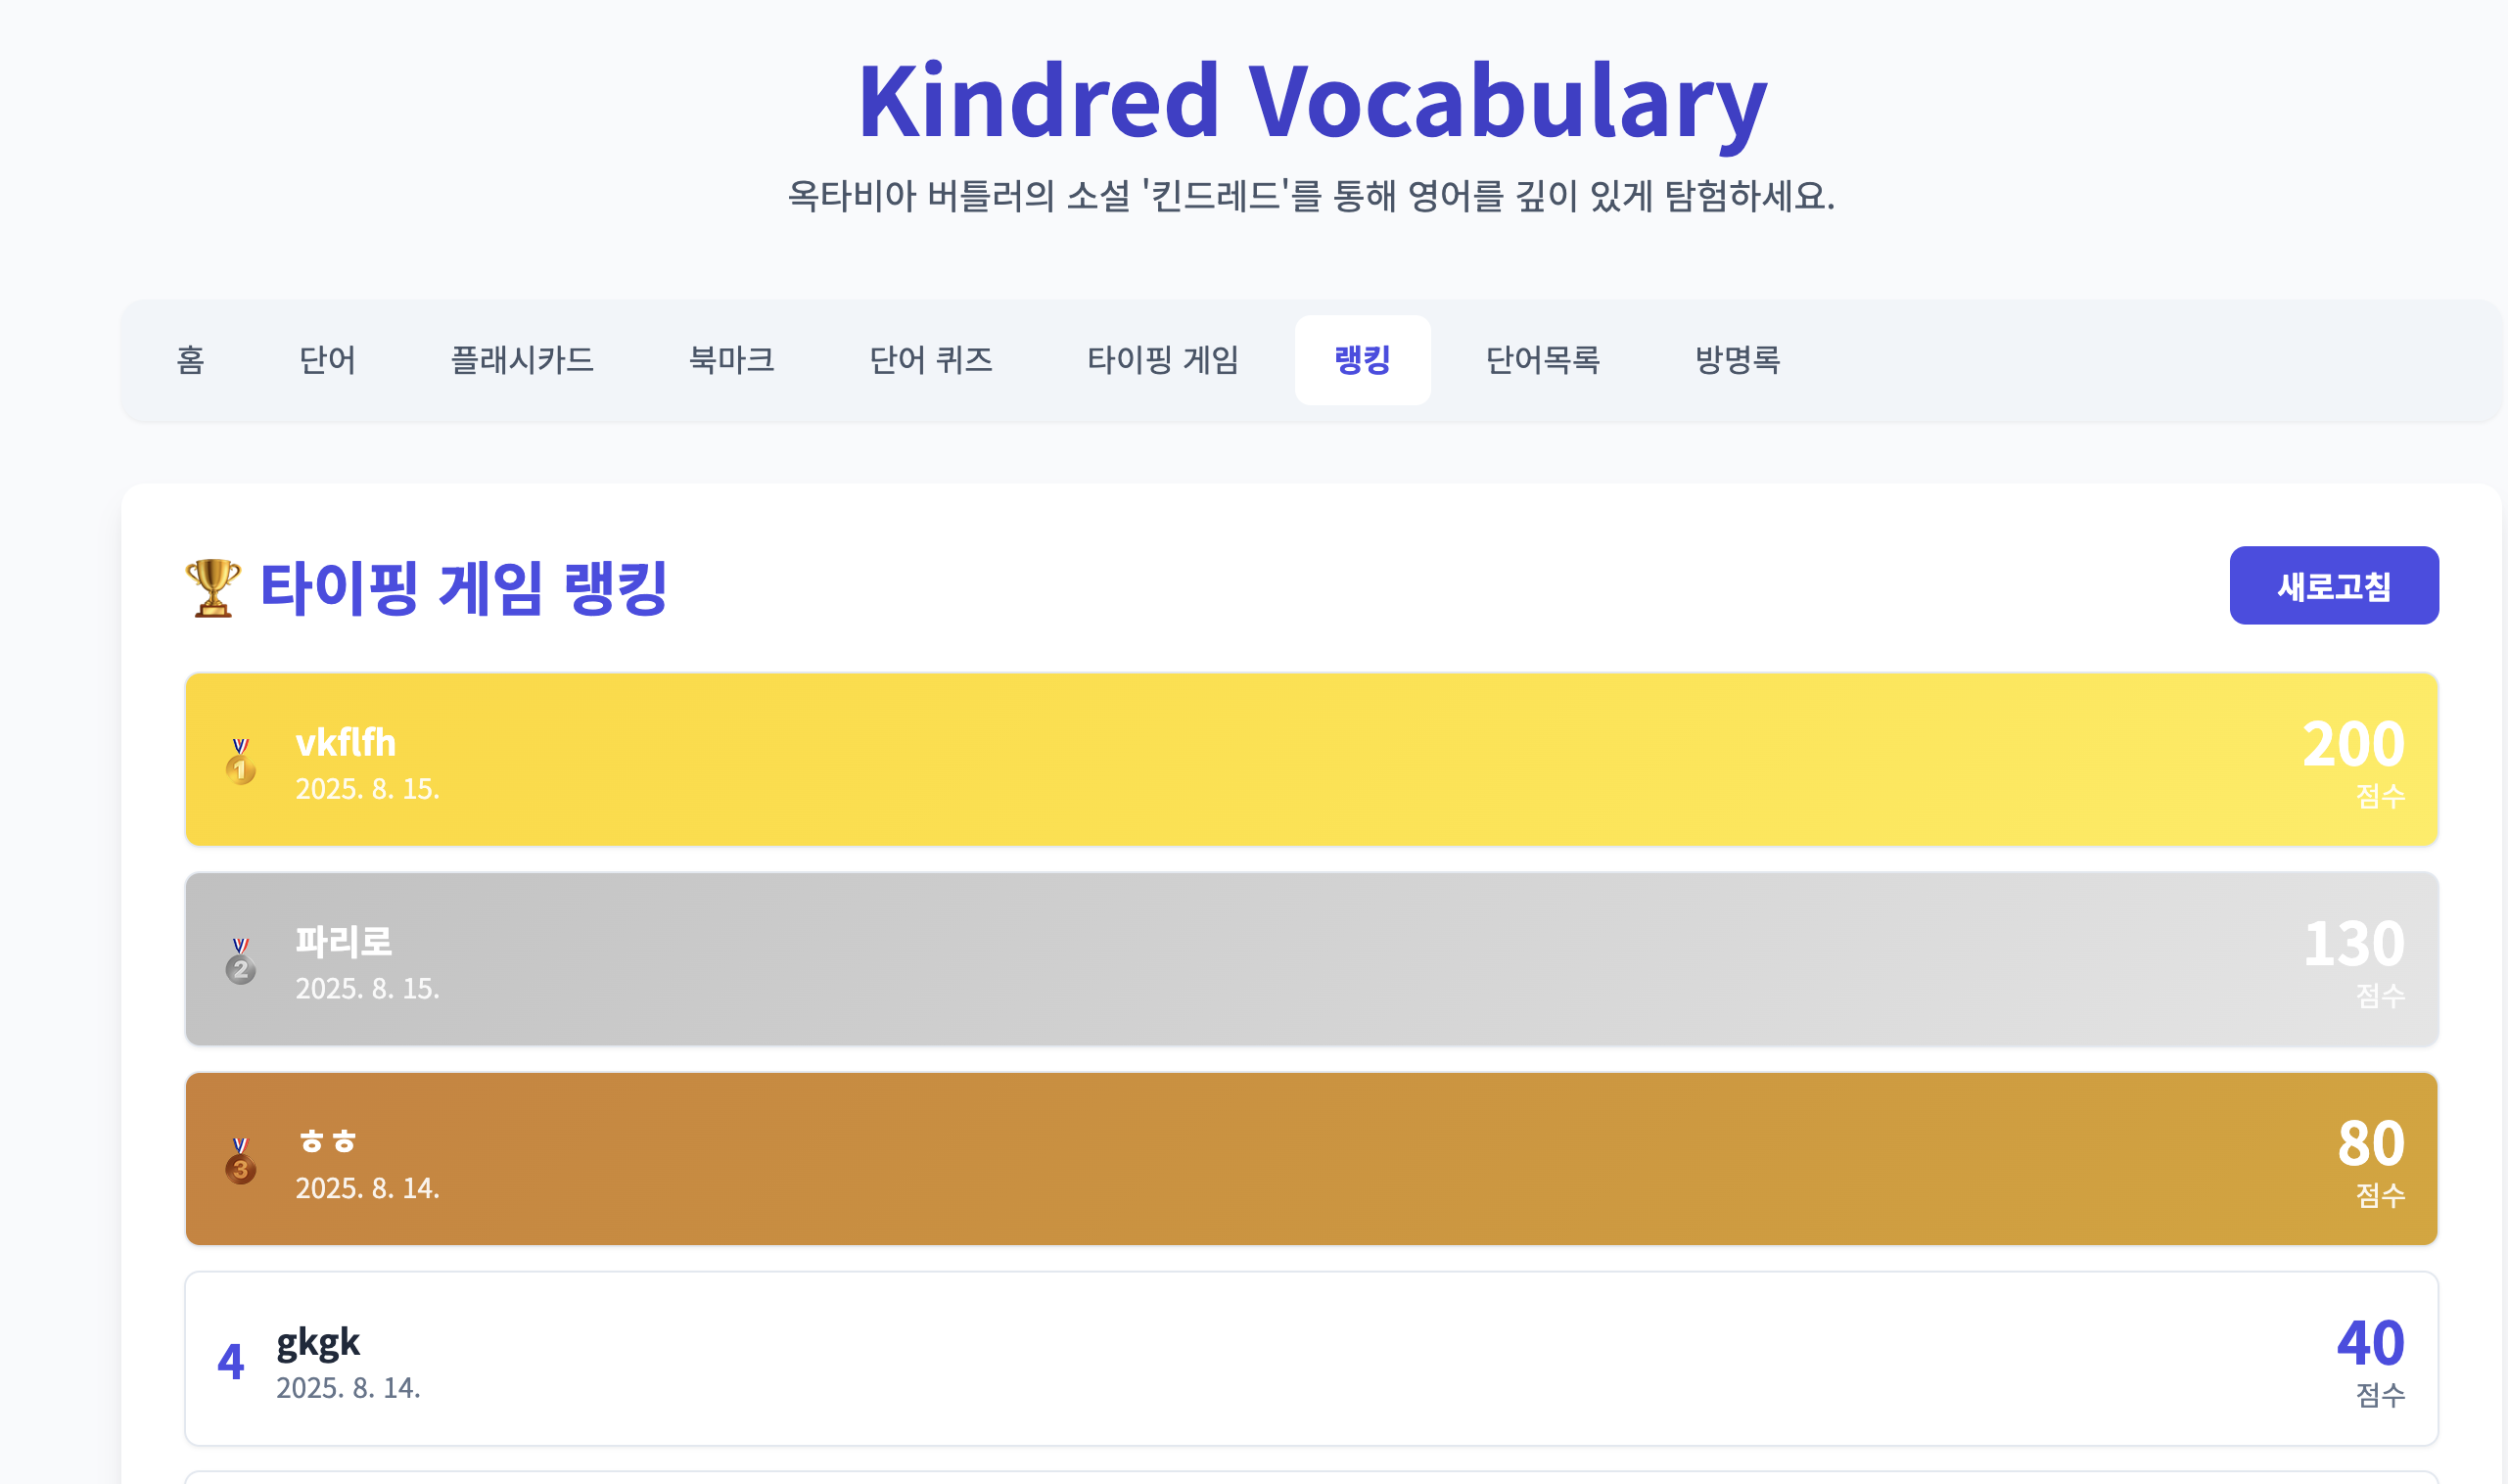 Kindred Vocabulary
옥타비아 버틀러의 소설 '킨드레드'를 통해 영어를 깊이 있게 탐험하세요.
홈 단어 플래시카드 북마크 단어 퀴즈 타이핑 게임 랭킹 단어목록 방명록
타이핑 게임 랭킹 새로고침
1 vkflfh 200
2025. 8. 15. 점수
2 파리로 130
2025. 8. 15. 점수
3 ㅎㅎ 80
2025. 8. 14. 점수
4 gkgk 40
2025. 8. 14. 점수